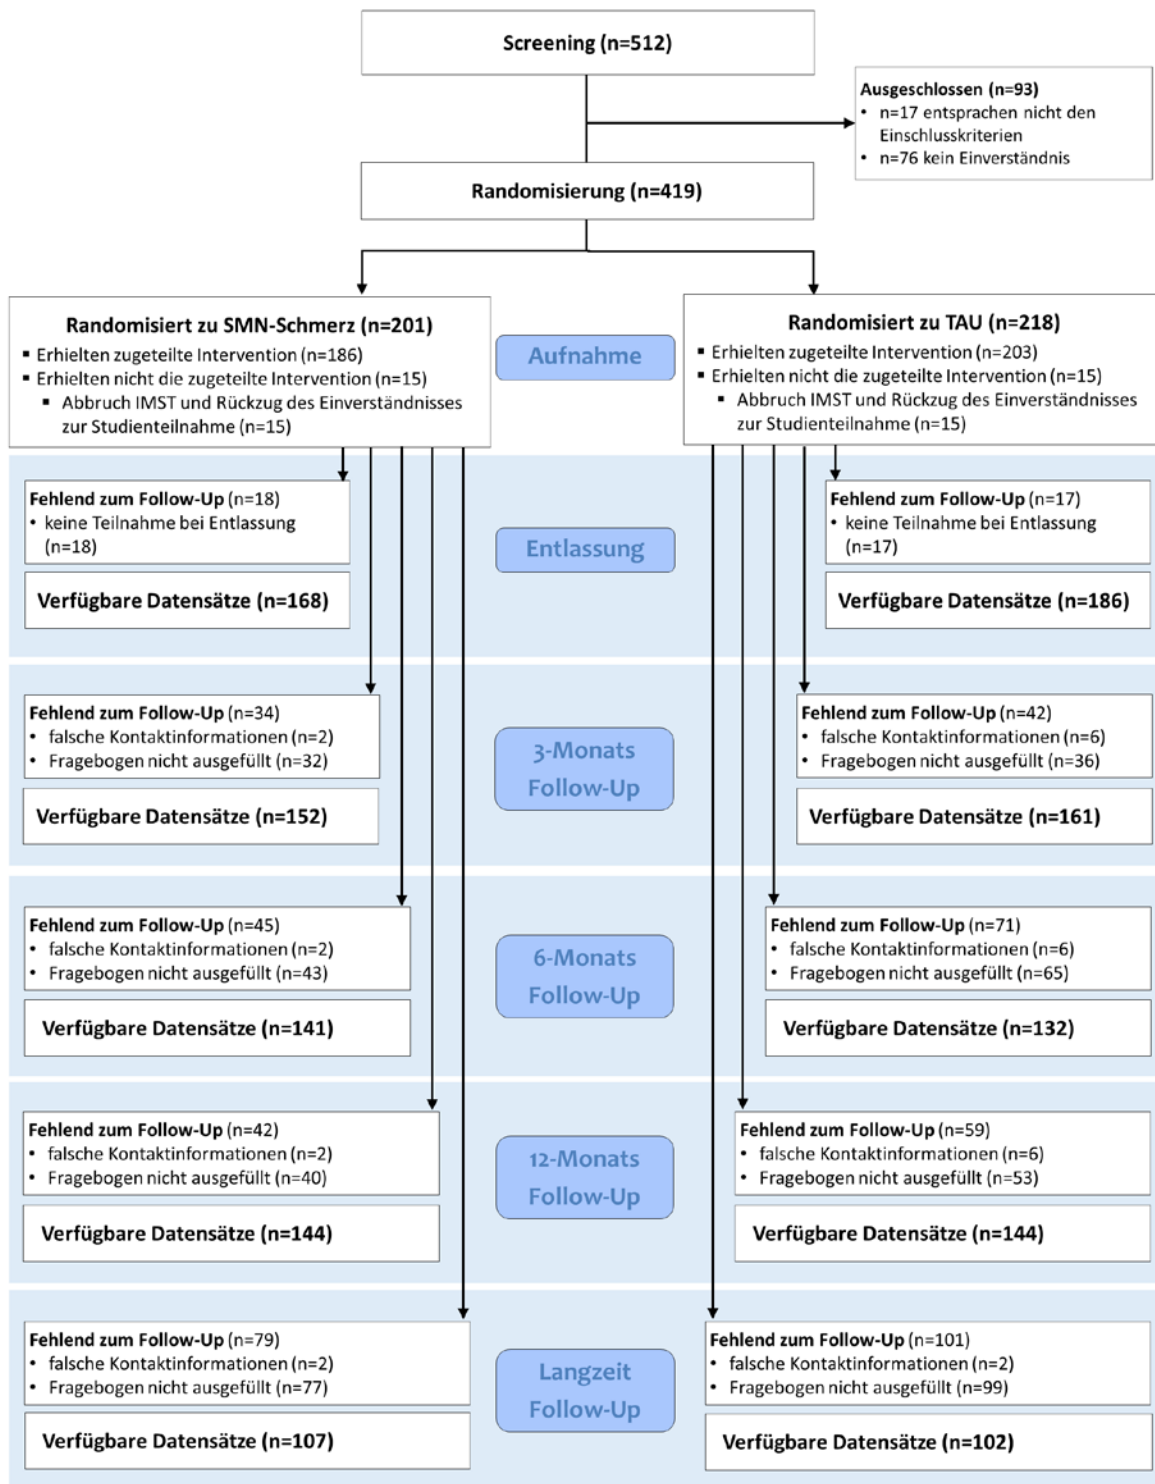 Screening (n=512)
Ausgeschlossen (n=93)
• n=17 entsprachen nicht den
Einschlusskriterien
• n=76 kein Einverständnis
Randomisierung (n=419)
Randomisiert zu SMN-Schmerz (n=201)
▪ Erhielten zugeteilte Intervention (n=186)
▪ Erhielten nicht die zugeteilte Intervention (n=15)
▪ Abbruch IMST und Rückzug des Einverständnisses
zur Studienteilnahme (n=15)
Aufnahme
Randomisiert zu TAU (n=218)
▪ Erhielten zugeteilte Intervention (n=203)
▪ Erhielten nicht die zugeteilte Intervention (n=15)
▪ Abbruch IMST und Rückzug des Einverständnisses
zur Studienteilnahme (n=15)
Fehlend zum Follow-Up (n=18)
• keine Teilnahme bei Entlassung
(n=18)
Verfügbare Datensätze (n=168)
Entlassung
Fehlend zum Follow-Up (n=17)
• keine Teilnahme bei Entlassung
(n=17)
Verfügbare Datensätze (n=186)
Fehlend zum Follow-Up (n=34)
• falsche Kontaktinformationen (n=2)
• Fragebogen nicht ausgefüllt (n=32)
Verfügbare Datensätze (n=152)
3-Monats
Follow-Up
Fehlend zum Follow-Up (n=42)
• falsche Kontaktinformationen (n=6)
• Fragebogen nicht ausgefüllt (n=36)
Verfügbare Datensätze (n=161)
Fehlend zum Follow-Up (n=45)
• falsche Kontaktinformationen (n=2)
• Fragebogen nicht ausgefüllt (n=43)
Verfügbare Datensätze (n=141)
6-Monats
Follow-Up
Fehlend zum Follow-Up (n=71)
• falsche Kontaktinformationen (n=6)
• Fragebogen nicht ausgefüllt (n=65)
Verfügbare Datensätze (n=132)
Fehlend zum Follow-Up (n=42)
• falsche Kontaktinformationen (n=2)
• Fragebogen nicht ausgefüllt (n=40)
Verfügbare Datensätze (n=144)
12-Monats
Follow-Up
Fehlend zum Follow-Up (n=59)
• falsche Kontaktinformationen (n=6)
• Fragebogen nicht ausgefüllt (n=53)
Verfügbare Datensätze (n=144)
Fehlend zum Follow-Up (n=79)
• falsche Kontaktinformationen (n=2)
• Fragebogen nicht ausgefüllt (n=77)
Verfügbare Datensätze (n=107)
Langzeit
Follow-Up
Fehlend zum Follow-Up (n=101)
• falsche Kontaktinformationen (n=2)
• Fragebogen nicht ausgefüllt (n=99)
Verfügbare Datensätze (n=102)